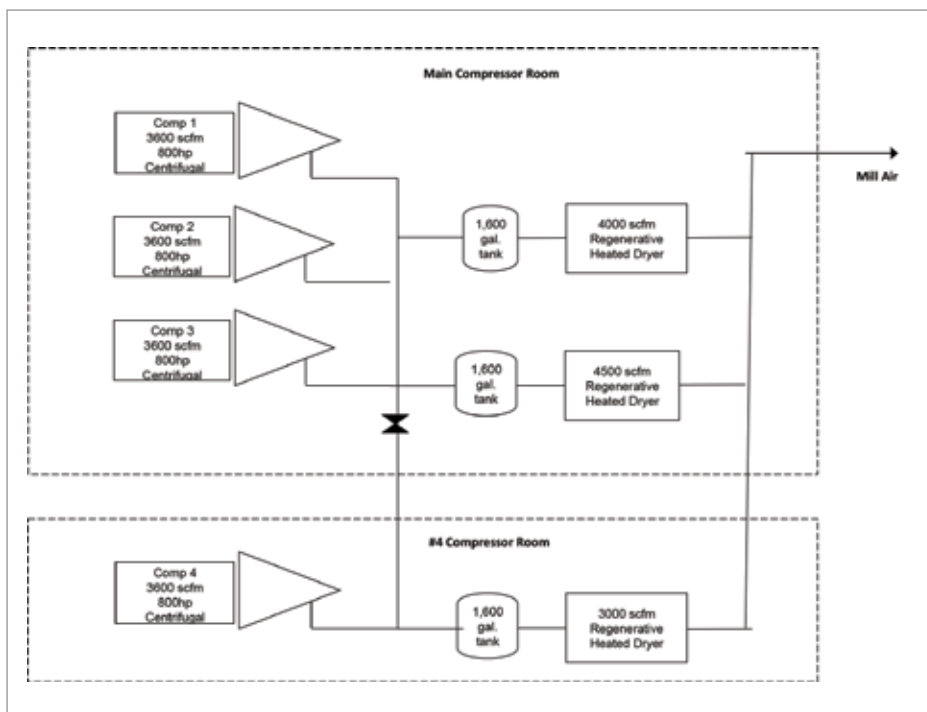 Main Compressor Room
Comp 1
3600 scfm
800hp
Centrifugal
Mill Air
Comp 2
3600 scfm
800hp
Centrifugal
1,600
gal.
tank
4000 scfm
Regenerative
Heated Dryer
Comp 3
3600 scfm
800hp
Centrifugal
1,600
gal.
tank
4500 scfm
Regenerative
Heated Dryer
#4 Compressor Room
Comp 4
3600 scfm
800hp
Centrifugal
1,600
gal.
tank
3000 scfm
Regenerative
Heated Dryer